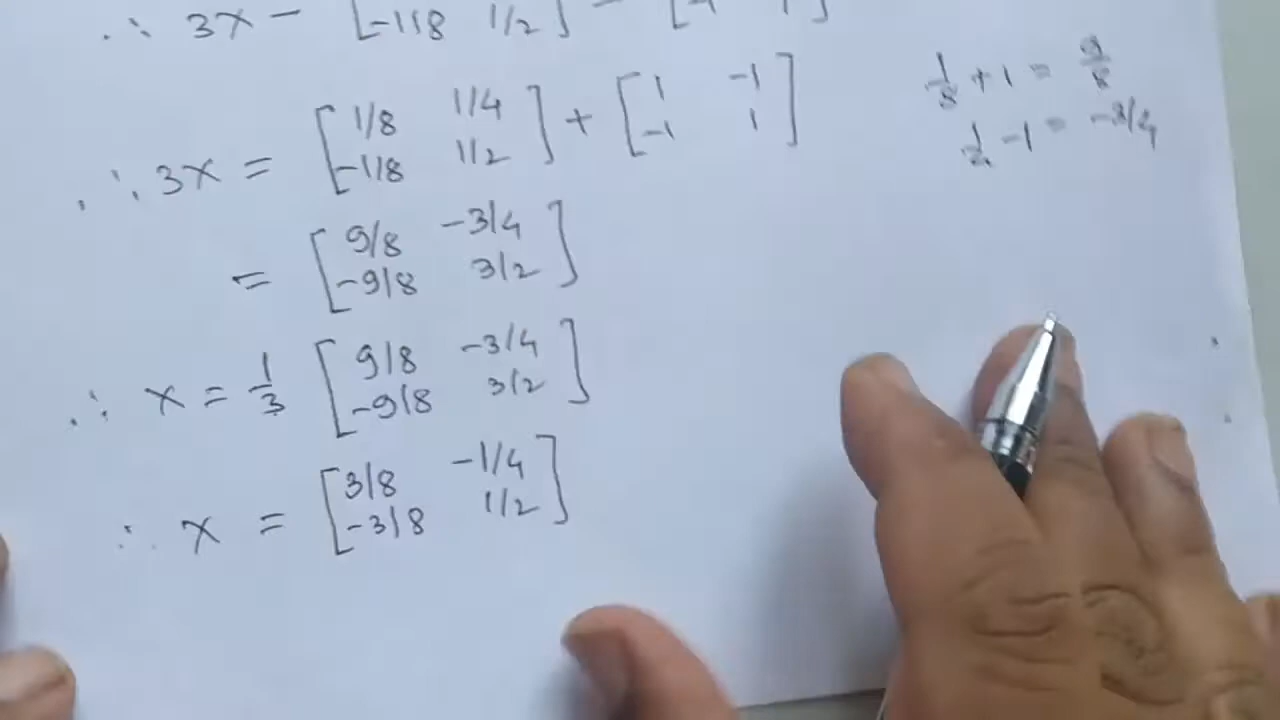 ∴ 3x - [-1/8 1/2] - [-1 1]
1/8 + 1 = 9/8
∴ 3x = [1/8 1/4] + [1 -1]
[-1/8 1/2] [-1 1]
-1 = -3/4
= [9/8 -3/4]
[-9/8 3/2]
∴ x = 1/3 [9/8 -3/4]
[-9/8 3/2]
∴ x = [3/8 -1/4]
[-3/8 1/2]